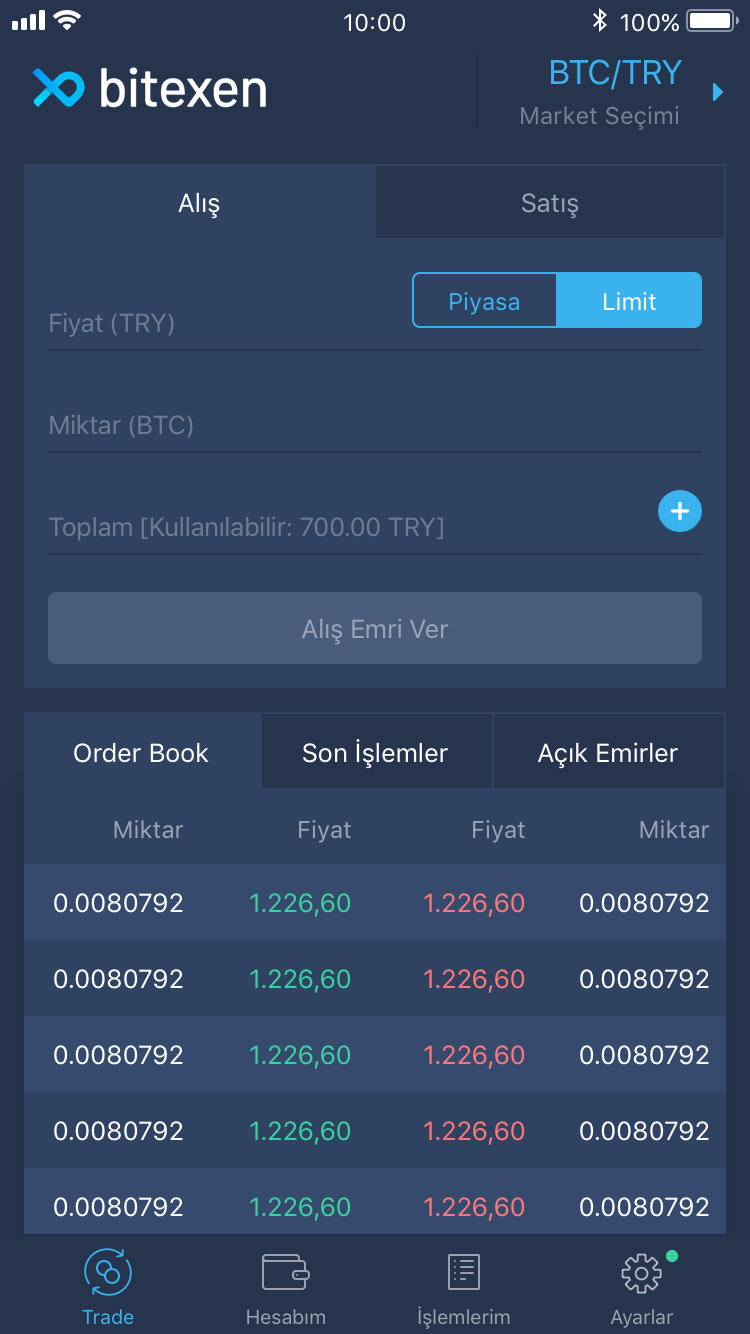 10:00
100%
bitexen
BTC/TRY
Market Seçimi
Alış
Satış
Piyasa
Limit
Fiyat (TRY)
Miktar (BTC)
Toplam [Kullanılabilir: 700.00 TRY]
Alış Emri Ver
Order Book
Son İşlemler
Açık Emirler
Miktar Fiyat Fiyat Miktar
0.0080792 1.226,60 1.226,60 0.0080792
0.0080792 1.226,60 1.226,60 0.0080792
0.0080792 1.226,60 1.226,60 0.0080792
0.0080792 1.226,60 1.226,60 0.0080792
0.0080792 1.226,60 1.226,60 0.0080792
Trade
Hesabım
İşlemlerim
Ayarlar